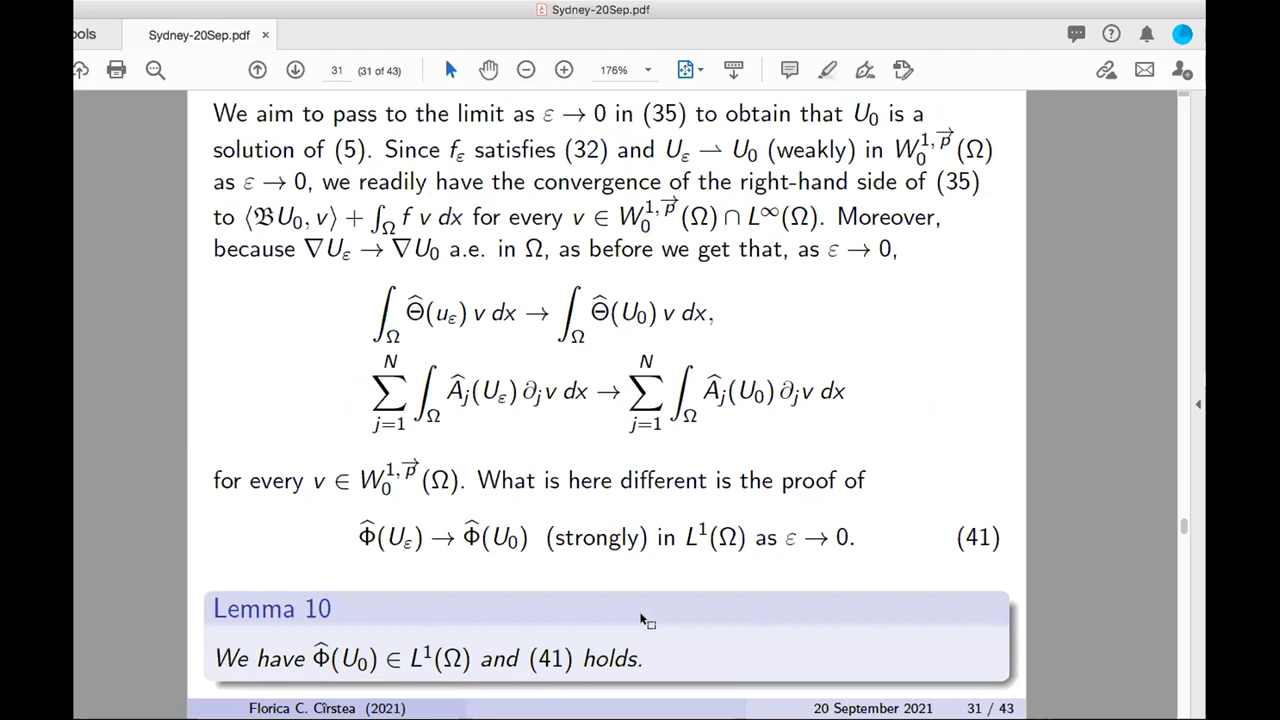 Sydney-20Sep.pdf
ools Sydney-20Sep.pdf ×
31 (31 of 43) 176%
We aim to pass to the limit as ε → 0 in (35) to obtain that U₀ is a
solution of (5). Since f_ε satisfies (32) and U_ε ⇀ U₀ (weakly) in W₀^{1,p⃗}(Ω)
as ε → 0, we readily have the convergence of the right-hand side of (35)
to ⟨𝔅U₀, v⟩ + ∫_Ω f v dx for every v ∈ W₀^{1,p⃗}(Ω) ∩ L^∞(Ω). Moreover,
because ∇U_ε → ∇U₀ a.e. in Ω, as before we get that, as ε → 0,
∫_Ω Θ̂(u_ε) v dx → ∫_Ω Θ̂(U₀) v dx,
∑_{j=1}^N ∫_Ω Â_j(U_ε) ∂_j v dx → ∑_{j=1}^N ∫_Ω Â_j(U₀) ∂_j v dx
for every v ∈ W₀^{1,p⃗}(Ω). What is here different is the proof of
Φ̂(U_ε) → Φ̂(U₀) (strongly) in L¹(Ω) as ε → 0. (41)
Lemma 10
We have Φ̂(U₀) ∈ L¹(Ω) and (41) holds.
Florica C. Cîrstea (2021) 20 September 2021 31 / 43